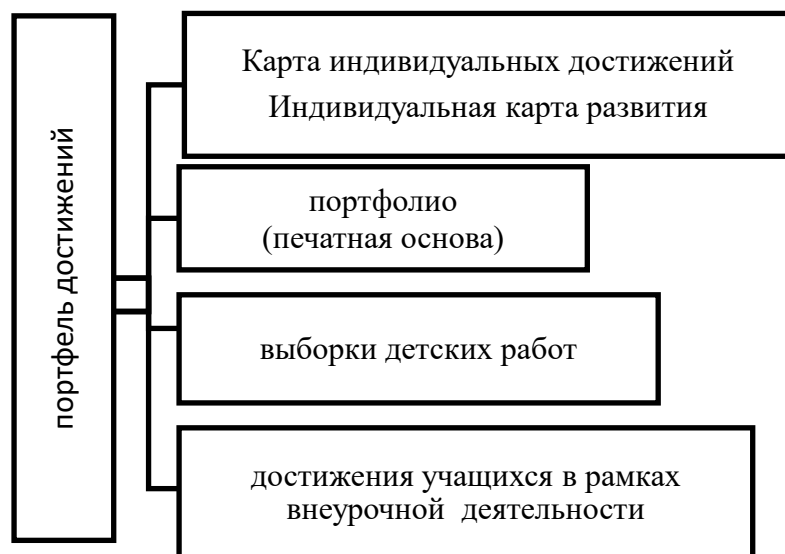 портфель достижений
Карта индивидуальных достижений
Индивидуальная карта развития
портфолио
(печатная основа)
выборки детских работ
достижения учащихся в рамках
внеурочной деятельности